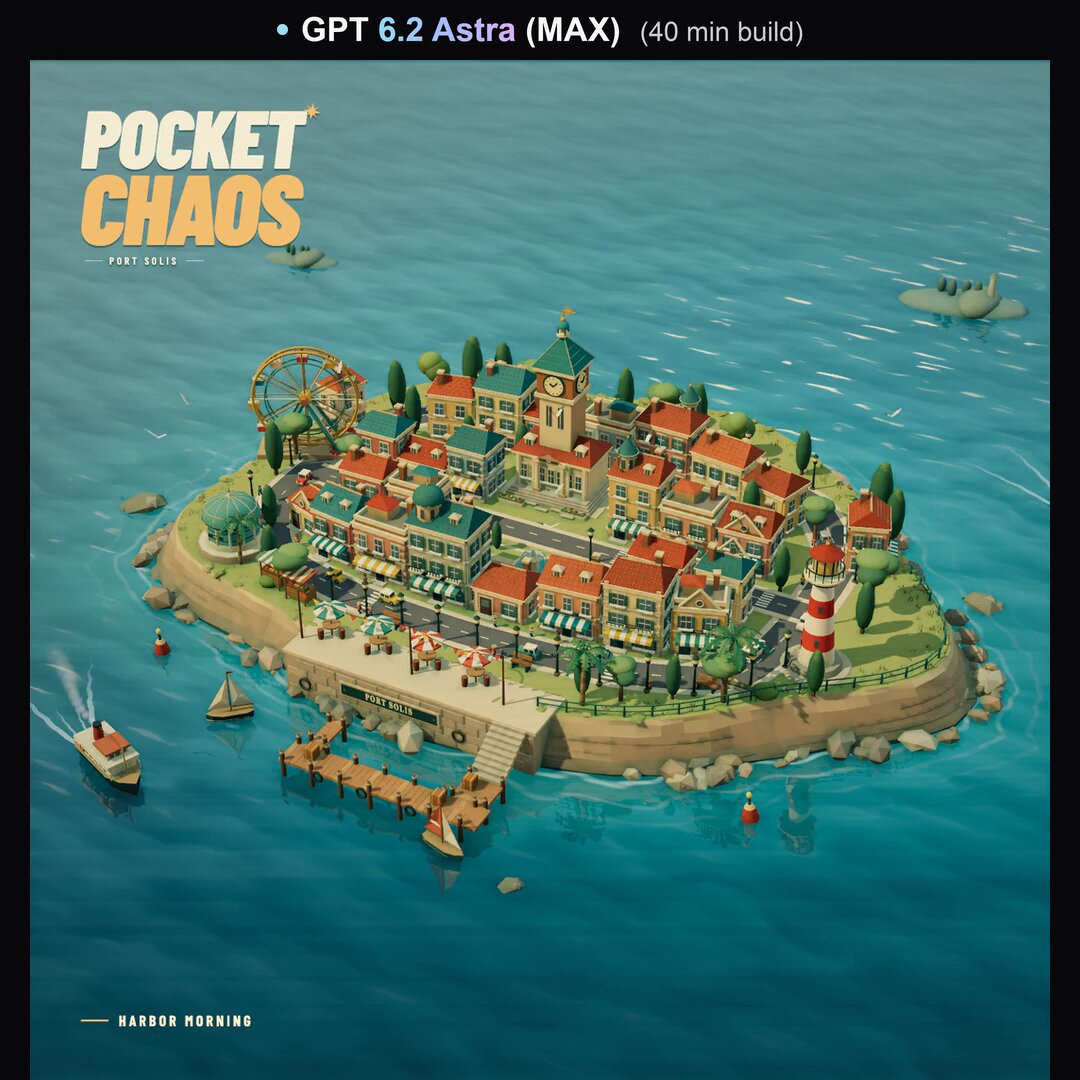 • GPT 6.2 Astra (MAX) (40 min build)
POCKET
CHAOS
PORT SOLIS
PORT SOLIS
HARBOR MORNING